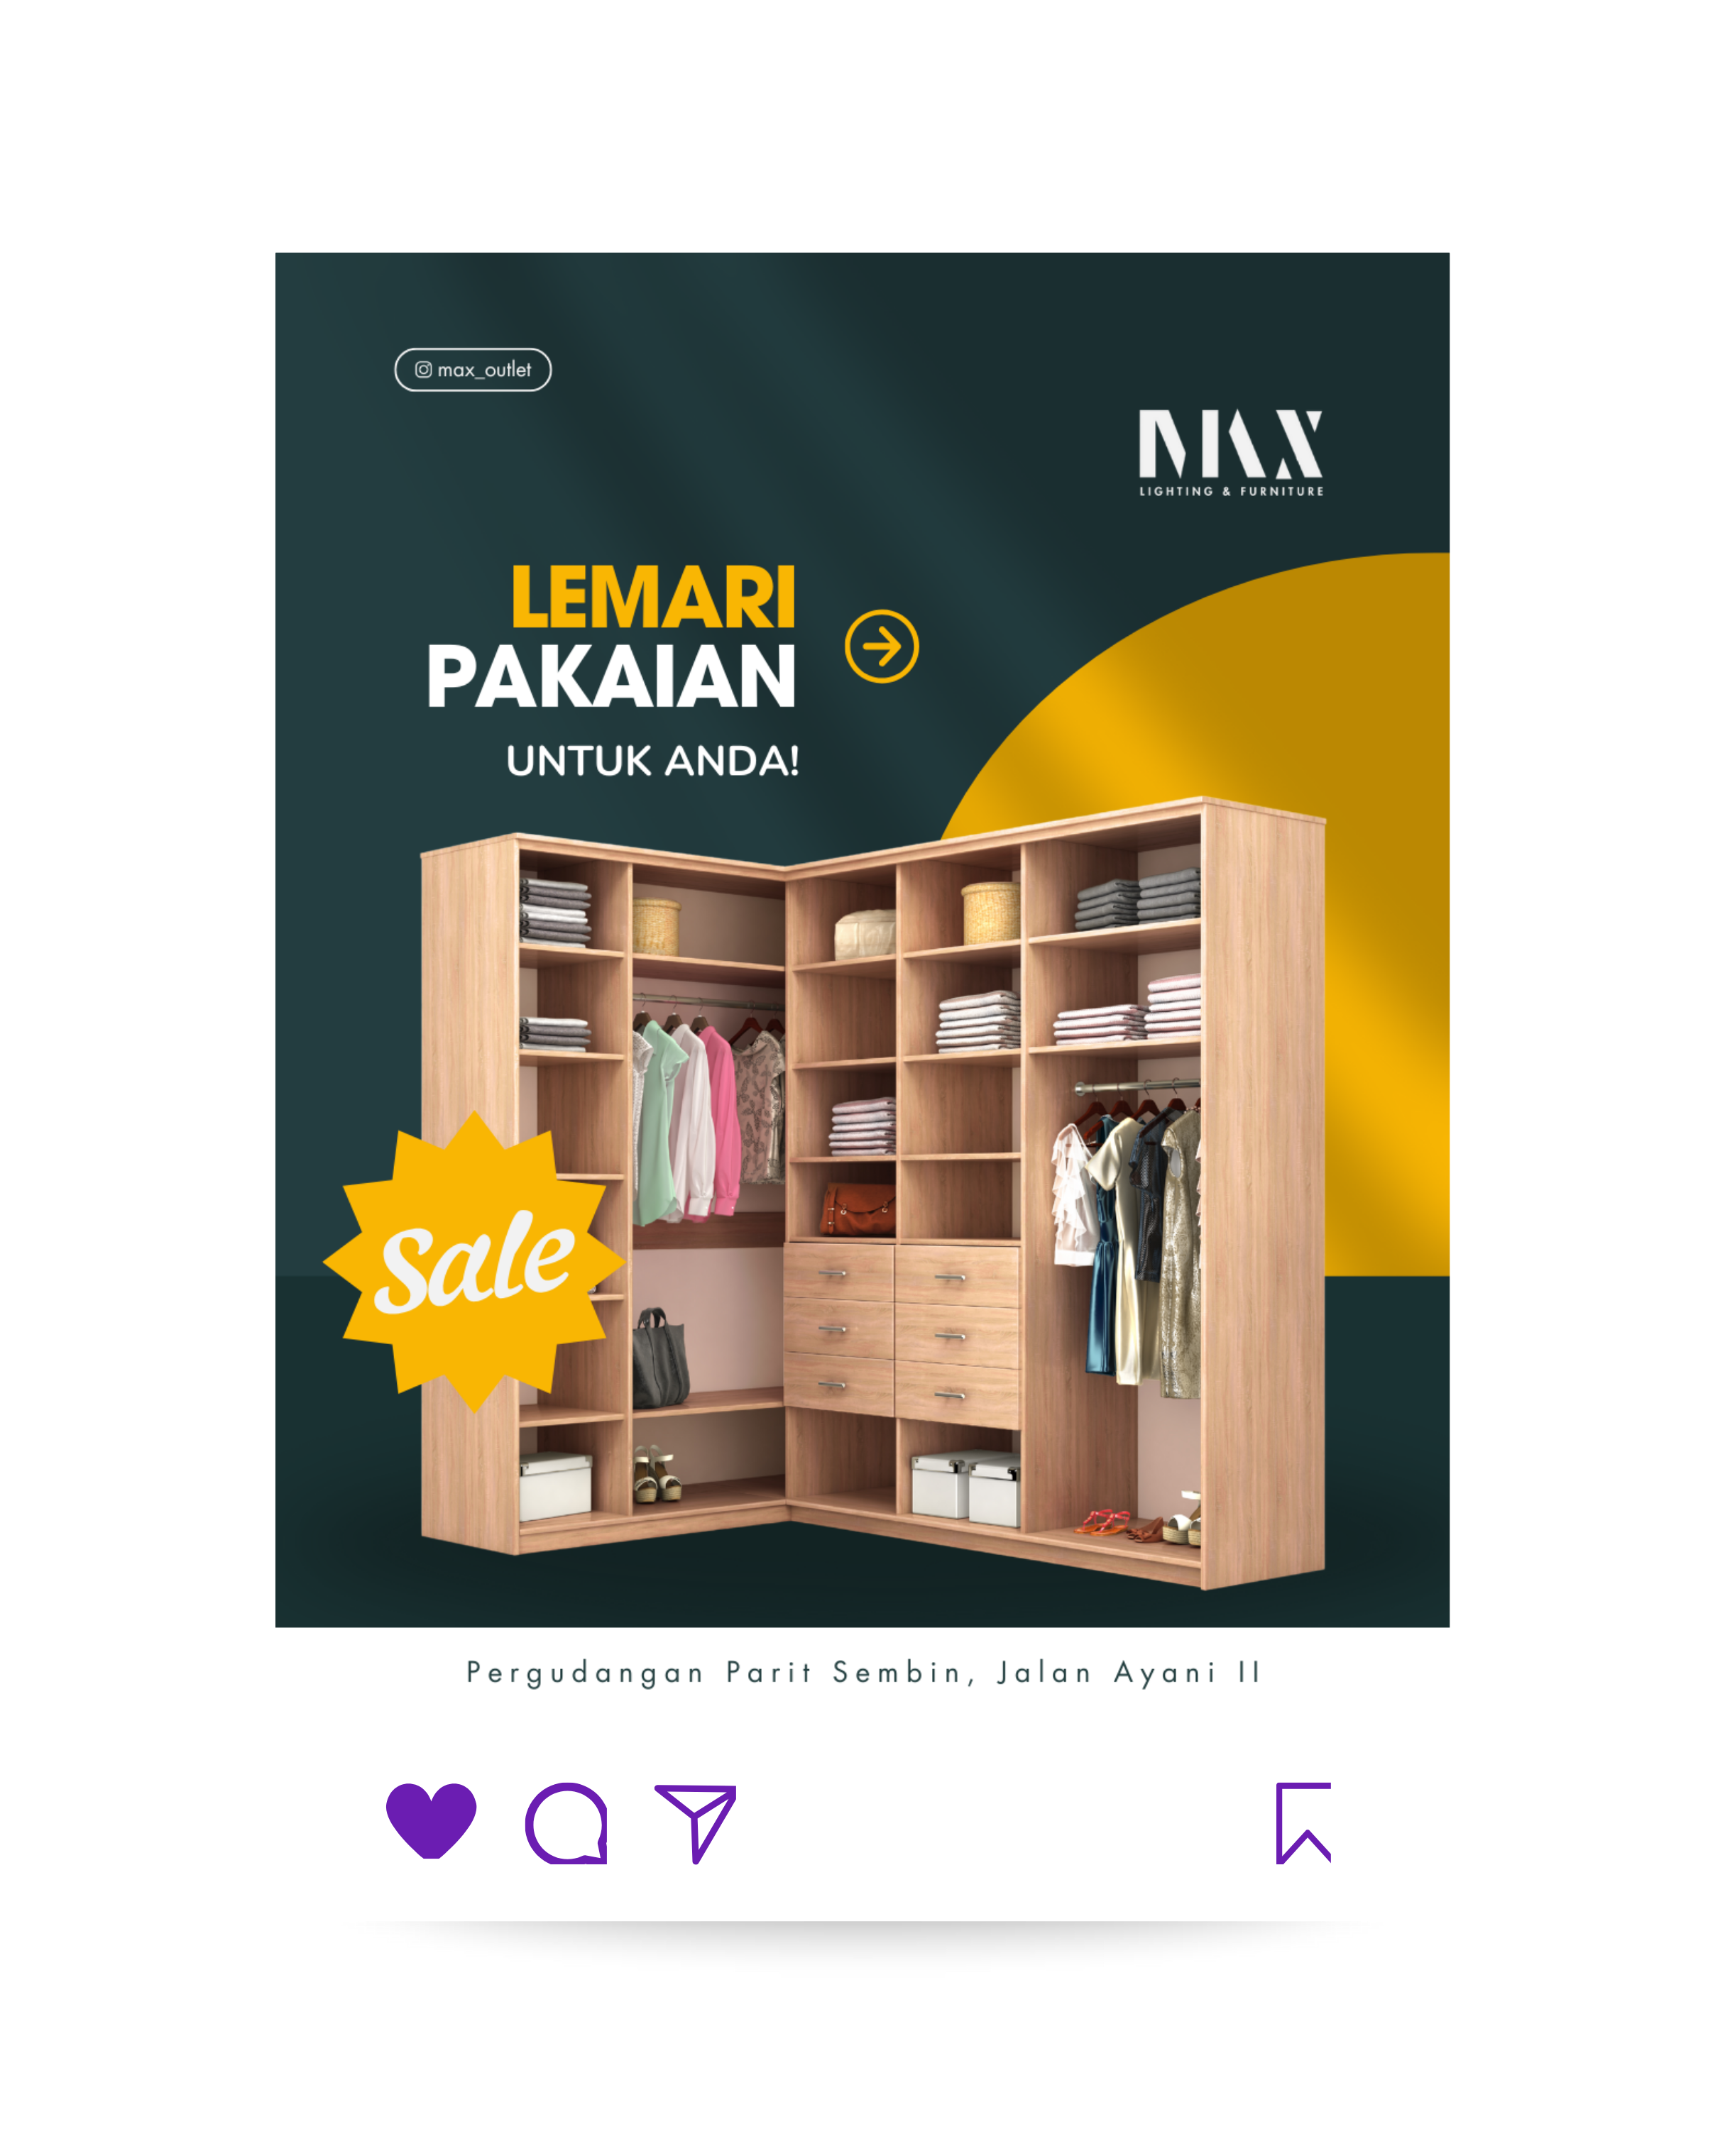 max_outlet
MAX
LIGHTING & FURNITURE
LEMARI
PAKAIAN
UNTUK ANDA!
sale
Pergudangan Parit Sembin, Jalan Ayani II